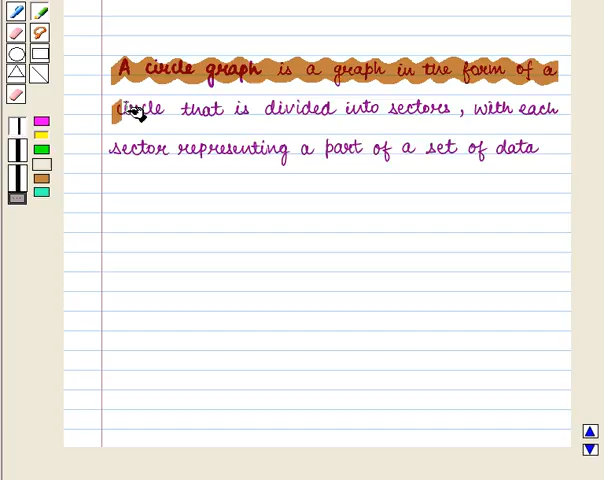 A circle graph is a graph in the form of a
circle that is divided into sectors, with each
sector representing a part of a set of data